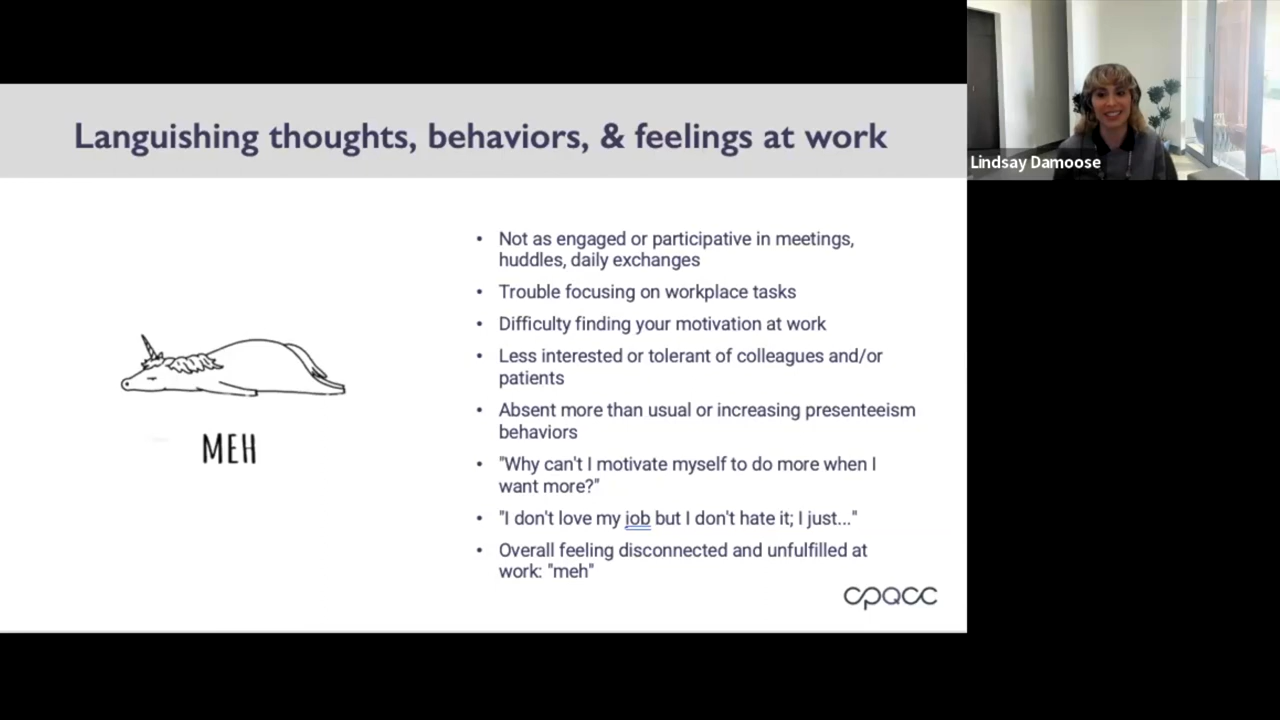 Languishing thoughts, behaviors, & feelings at work
Lindsay Damoose
• Not as engaged or participative in meetings,
huddles, daily exchanges
• Trouble focusing on workplace tasks
• Difficulty finding your motivation at work
• Less interested or tolerant of colleagues and/or
patients
• Absent more than usual or increasing presenteeism
behaviors
• "Why can't I motivate myself to do more when I
want more?"
• "I don't love my job but I don't hate it; I just..."
• Overall feeling disconnected and unfulfilled at
work: "meh"
MEH
cpqcc